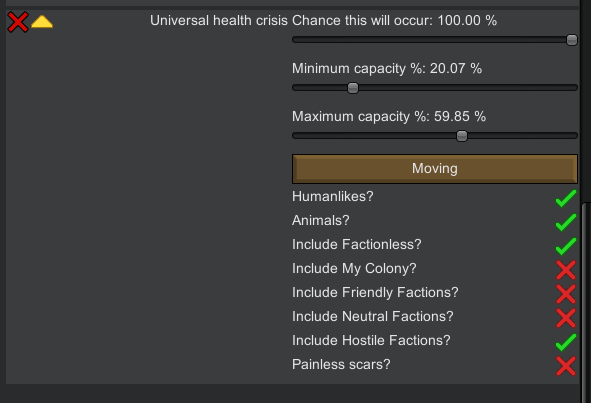 Universal health crisis Chance this will occur: 100.00 %
Minimum capacity %: 20.07 %
Maximum capacity %: 59.85 %
Moving
Humanlikes?
Animals?
Include Factionless?
Include My Colony?
Include Friendly Factions?
Include Neutral Factions?
Include Hostile Factions?
Painless scars?